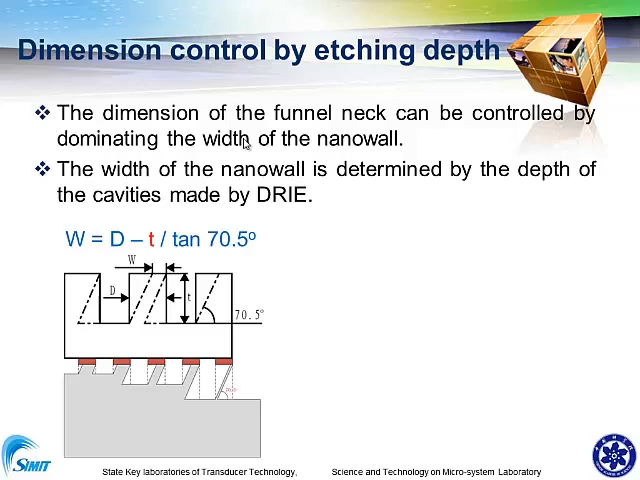 Dimension control by etching depth
❖ The dimension of the funnel neck can be controlled by
dominating the width of the nanowall.
❖ The width of the nanowall is determined by the depth of
the cavities made by DRIE.
W = D – t / tan 70.5º
W
D
t
70.5°
SIMIT
State Key laboratories of Transducer Technology, Science and Technology on Micro-system Laboratory